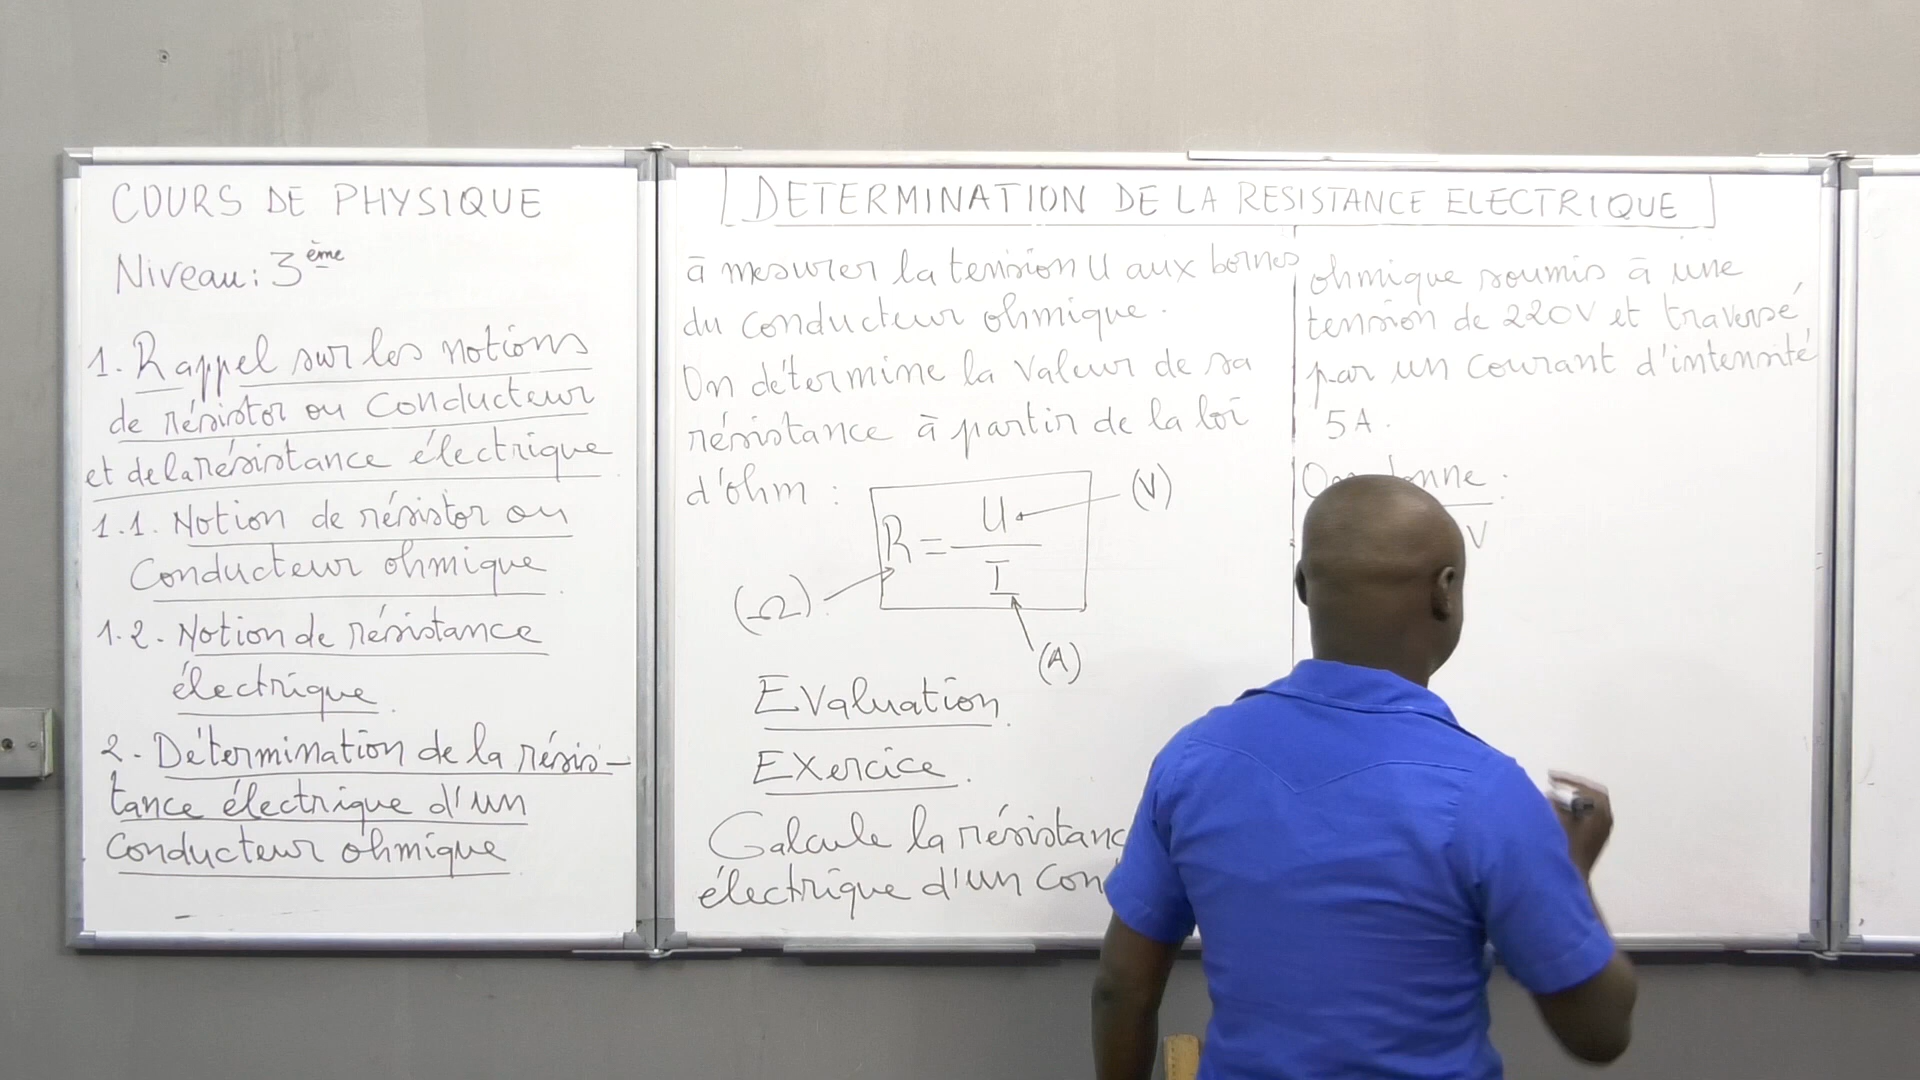 COURS DE PHYSIQUE
Niveau: 3ème
1. Rappel sur les notions
de résistor ou Conducteur
et de la résistance électrique
1.1. Notion de résistor ou
Conducteur ohmique
1.2. Notion de résistance
électrique.
2. Détermination de la résis-
tance électrique d'un
Conducteur ohmique
DETERMINATION DE LA RESISTANCE ELECTRIQUE
à mesurer la tension U aux bornes
du conducteur ohmique.
On détermine la valeur de sa
résistance à partir de la loi
d'ohm :
R = U / I
(V)
(Ω)
(A)
Evaluation.
Exercice.
Calcule la résistanc
électrique d'un Con
ohmique soumis à une
tension de 220V et traversé
par un courant d'intensité
5A.
V